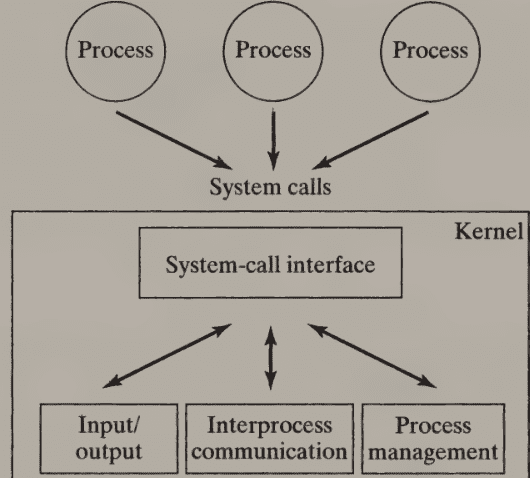 Process Process Process
System calls
Kernel
System-call interface
Input/
output
Interprocess
communication
Process
management